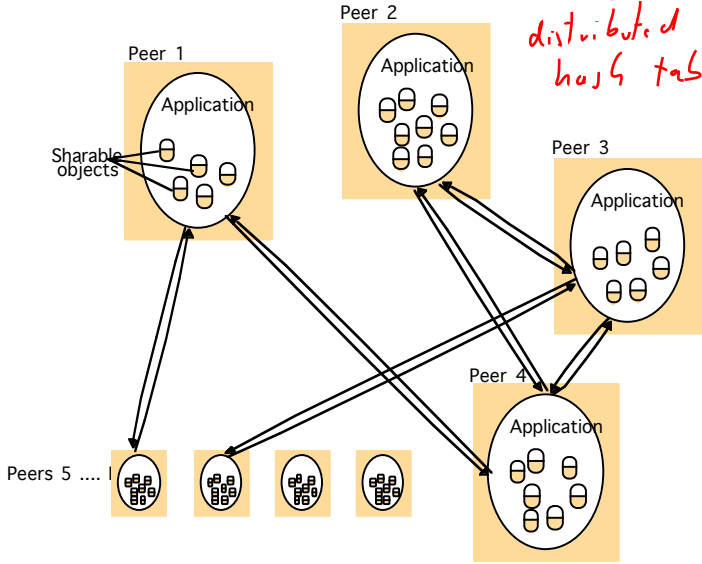 Peer 2
distributed
hash tab
Peer 1
Application
Application
Sharable
objects
Peer 3
Application
Peer 4
Application
Peers 5 ....